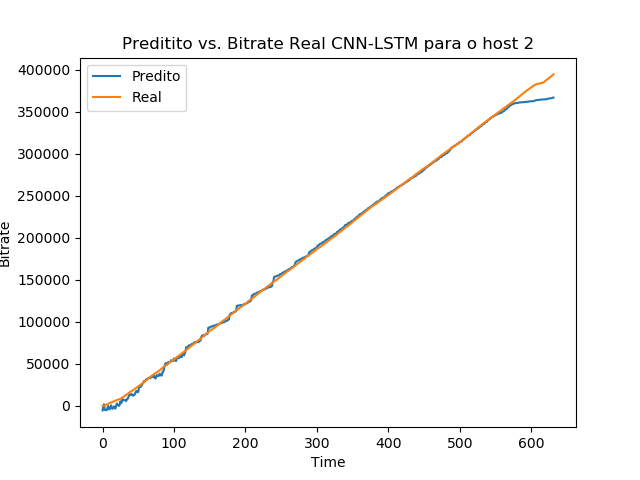 Preditito vs. Bitrate Real CNN-LSTM para o host 2
Predito
Real
400000
350000
300000
250000
200000
150000
100000
50000
0
Bitrate
0 100 200 300 400 500 600
Time